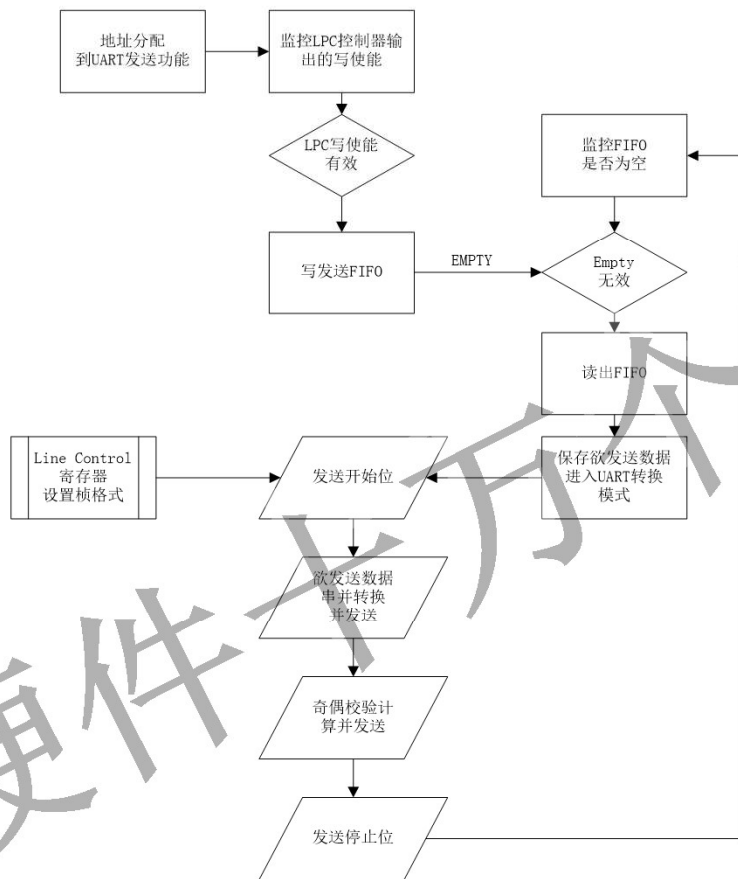 地址分配
到UART发送功能
监控LPC控制器输
出的写使能
LPC写使能
有效
监控FIFO
是否为空
写发送FIFO
EMPTY
Empty
无效
读出FIFO
Line Control
寄存器
设置桢格式
发送开始位
保存欲发送数据
进入UART转换
模式
欲发送数据
串并转换
并发送
奇偶校验计
算并发送
发送停止位
硬件十万个